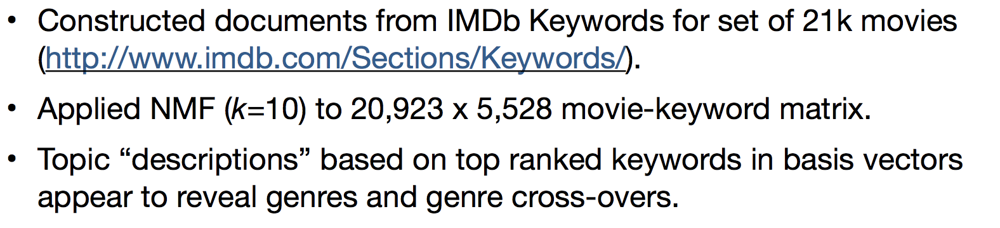 • Constructed documents from IMDb Keywords for set of 21k movies
(http://www.imdb.com/Sections/Keywords/).
• Applied NMF (k=10) to 20,923 x 5,528 movie-keyword matrix.
• Topic “descriptions” based on top ranked keywords in basis vectors
appear to reveal genres and genre cross-overs.